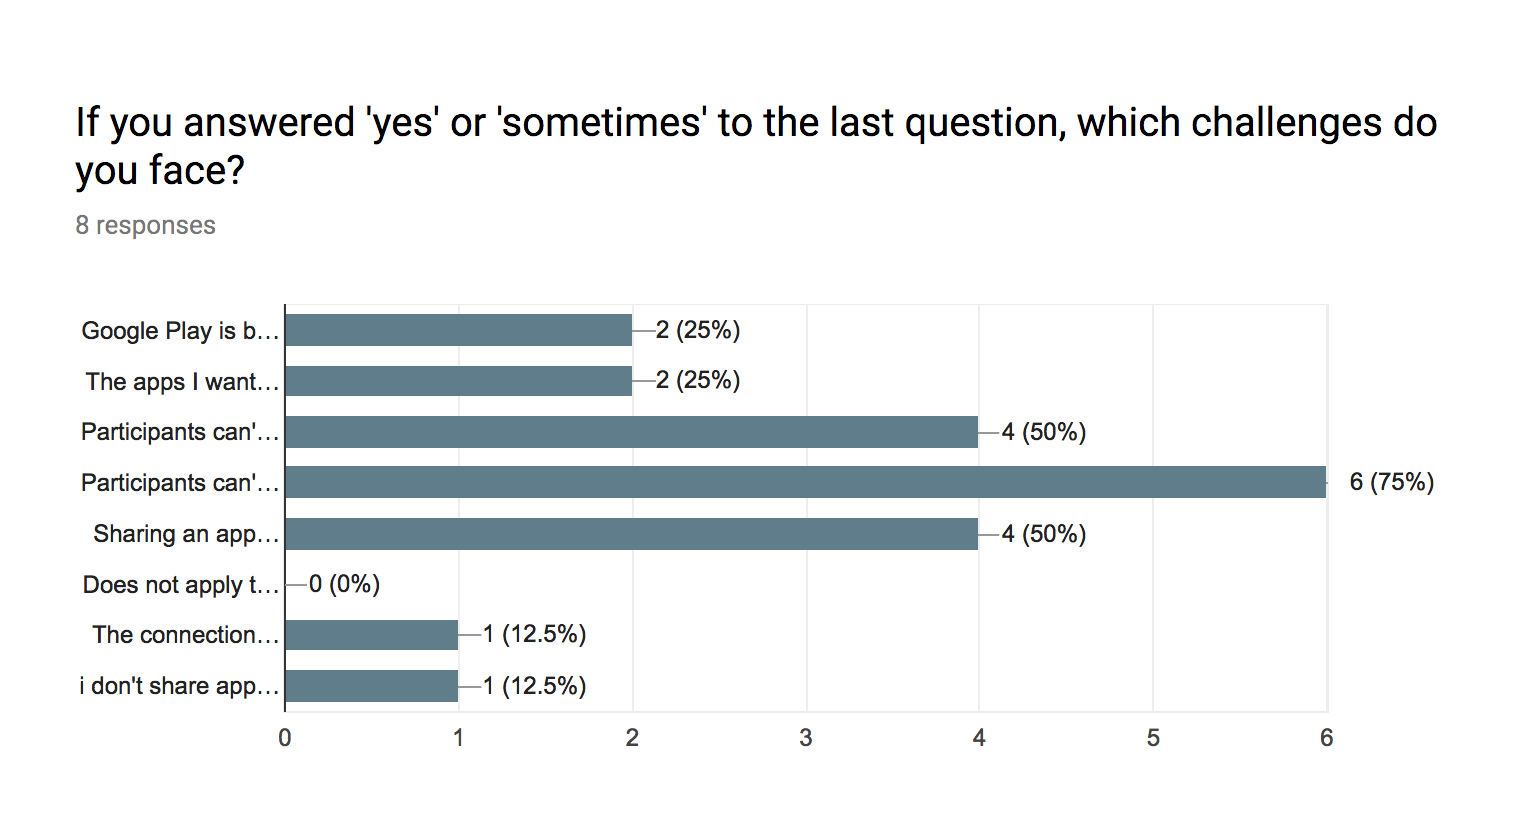 If you answered 'yes' or 'sometimes' to the last question, which challenges do
you face?
8 responses
Google Play is b... 2 (25%)
The apps I want... 2 (25%)
Participants can'... 4 (50%)
Participants can'... 6 (75%)
Sharing an app... 4 (50%)
Does not apply t... 0 (0%)
The connection... 1 (12.5%)
i don't share app... 1 (12.5%)
0 1 2 3 4 5 6